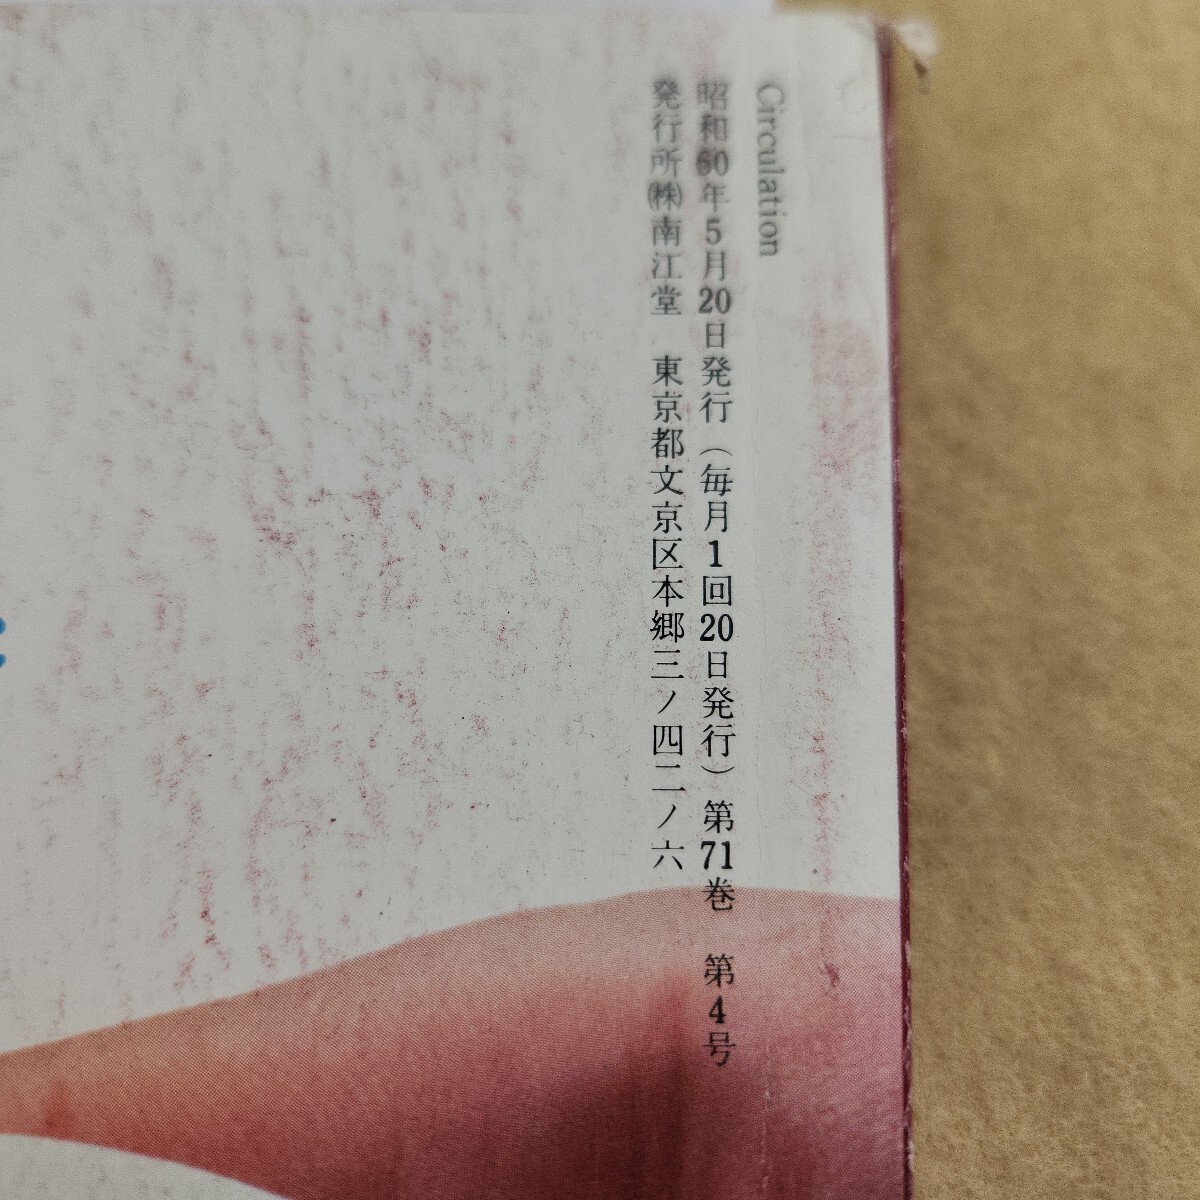 Circulation
昭和60年5月20日発行（毎月1回20日発行）第71巻　第4号
発行所㈱南江堂　東京都文京区本郷三ノ四二ノ六